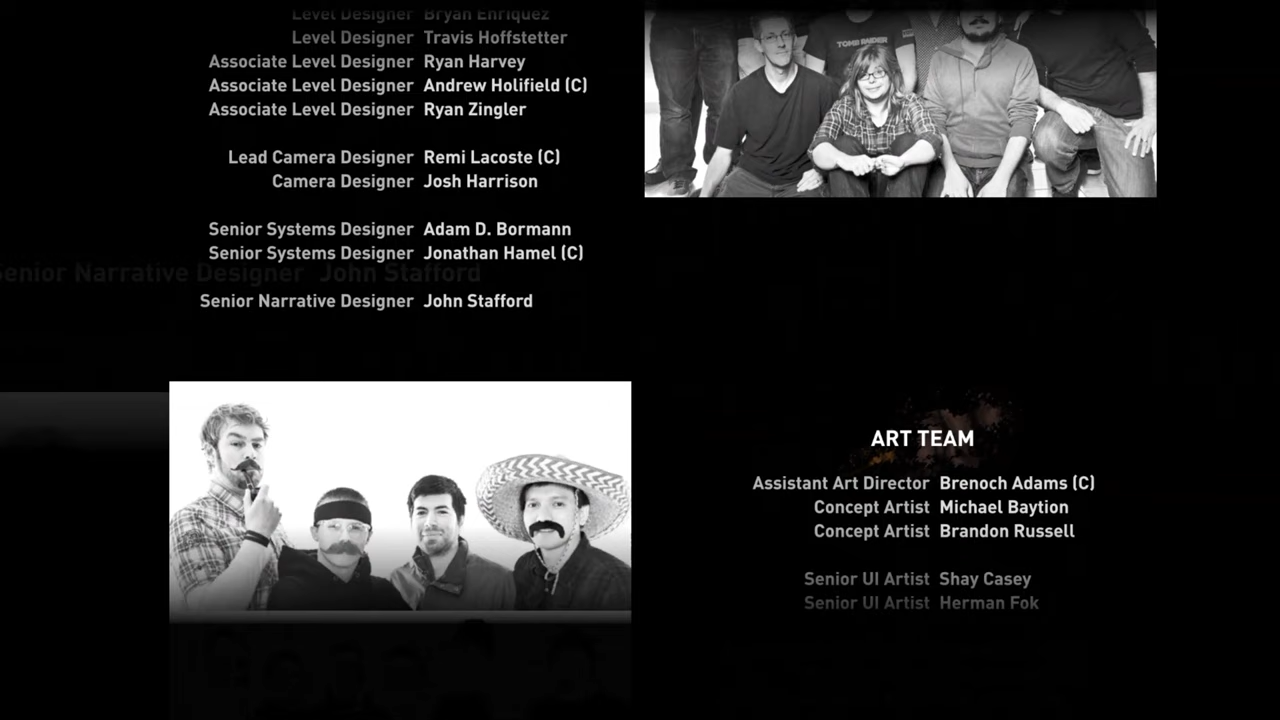 Level Designer Bryan Enriquez
Level Designer Travis Hoffstetter
Associate Level Designer Ryan Harvey
Associate Level Designer Andrew Holifield (C)
Associate Level Designer Ryan Zingler
Lead Camera Designer Remi Lacoste (C)
Camera Designer Josh Harrison
Senior Systems Designer Adam D. Bormann
Senior Systems Designer Jonathan Hamel (C)
Senior Narrative Designer John Stafford
Senior Narrative Designer John Stafford
TOMB RAIDER
ART TEAM
Assistant Art Director Brenoch Adams (C)
Concept Artist Michael Baytion
Concept Artist Brandon Russell
Senior UI Artist Shay Casey
Senior UI Artist Herman Fok